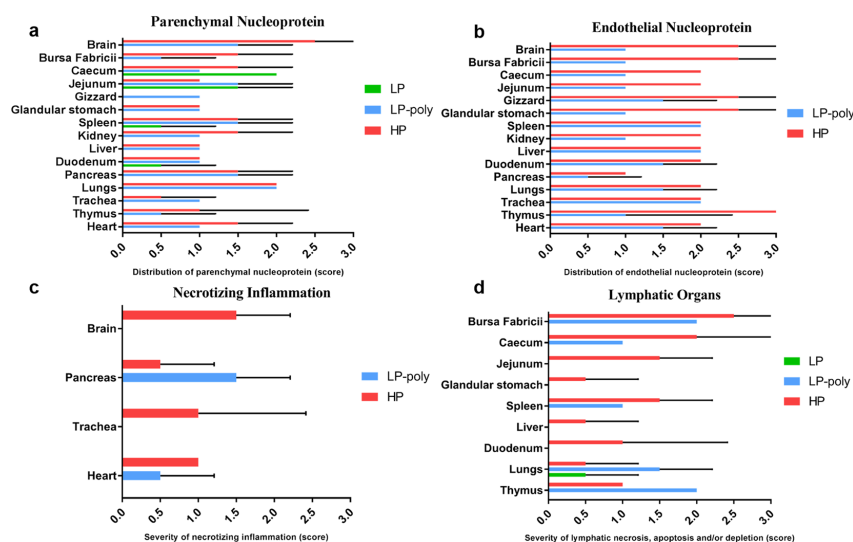 a
Parenchymal Nucleoprotein
Brain
Bursa Fabricii
Caecum
Jejunum
Gizzard
Glandular stomach
Spleen
Kidney
Liver
Duodenum
Pancreas
Lungs
Trachea
Thymus
Heart
LP
LP-poly
HP
0.0 0.5 1.0 1.5 2.0 2.5 3.0
Distribution of parenchymal nucleoprotein (score)
b
Endothelial Nucleoprotein
Brain
Bursa Fabricii
Caecum
Jejunum
Gizzard
Glandular stomach
Spleen
Kidney
Liver
Duodenum
Pancreas
Lungs
Trachea
Thymus
Heart
LP-poly
HP
0.0 0.5 1.0 1.5 2.0 2.5 3.0
Distribution of endothelial nucleoprotein (score)
c
Necrotizing Inflammation
Brain
Pancreas
Trachea
Heart
LP-poly
HP
0.0 0.5 1.0 1.5 2.0 2.5 3.0
Severity of necrotizing inflammation (score)
d
Lymphatic Organs
Bursa Fabricii
Caecum
Jejunum
Glandular stomach
Spleen
Liver
Duodenum
Lungs
Thymus
LP
LP-poly
HP
0.0 0.5 1.0 1.5 2.0 2.5 3.0
Severity of lymphatic necrosis, apoptosis and/or depletion (score)